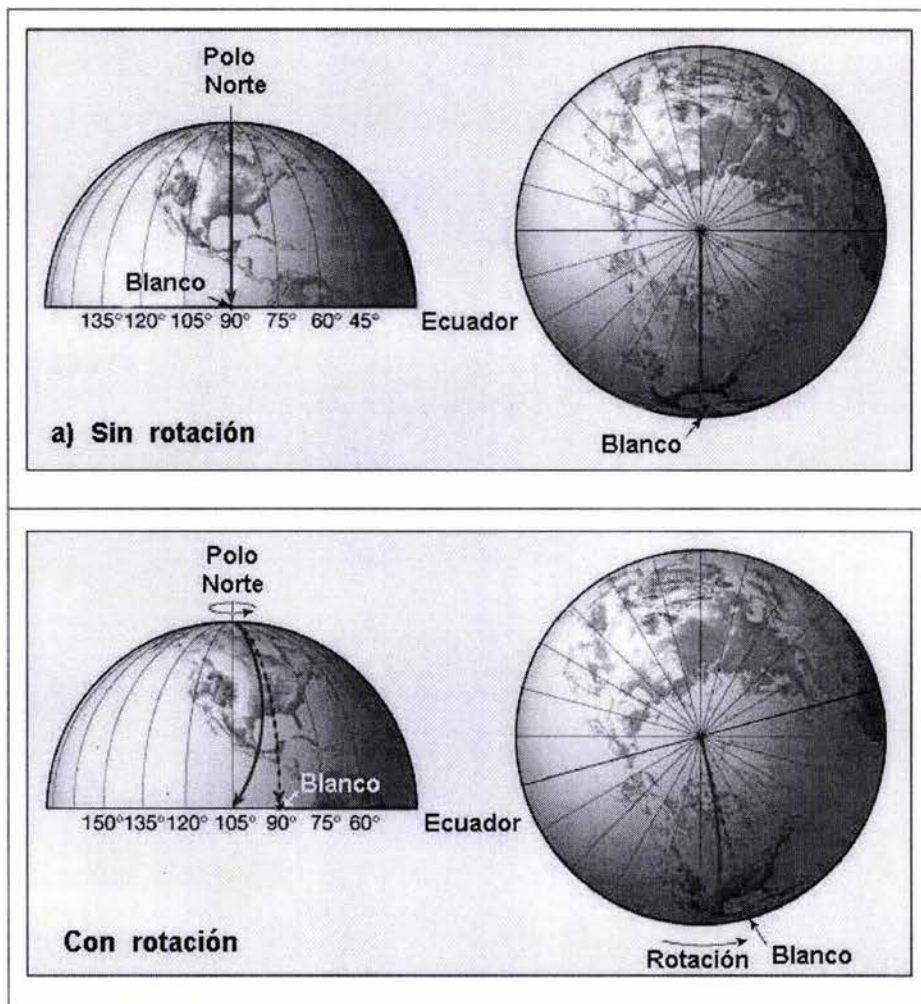 Polo
Norte
Blanco
135° 120° 105° 90° 75° 60° 45°
Ecuador
a) Sin rotación
Blanco
Polo
Norte
Blanco
150° 135° 120° 105° 90° 75° 60°
Ecuador
Con rotación
Rotación
Blanco